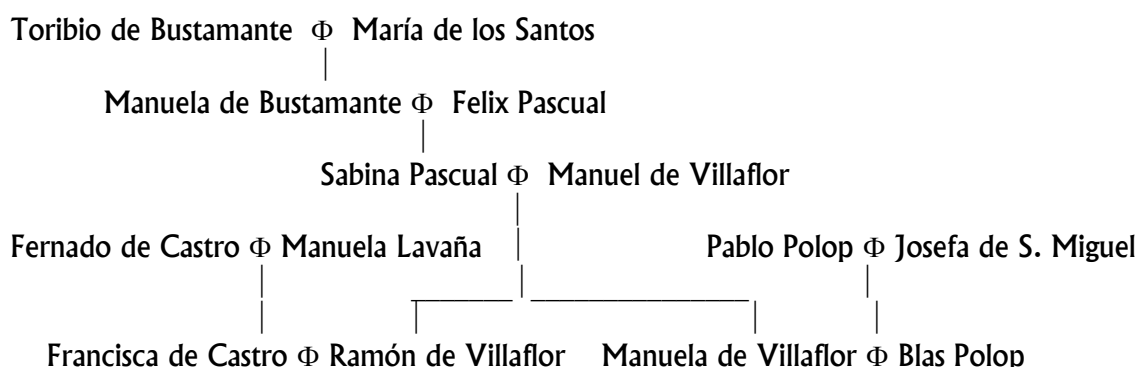 Toribio de Bustamante Φ María de los Santos
Manuela de Bustamante Φ Felix Pascual
Sabina Pascual Φ Manuel de Villaflor
Fernado de Castro Φ Manuela Lavaña Pablo Polop Φ Josefa de S. Miguel
Francisca de Castro Φ Ramón de Villaflor Manuela de Villaflor Φ Blas Polop